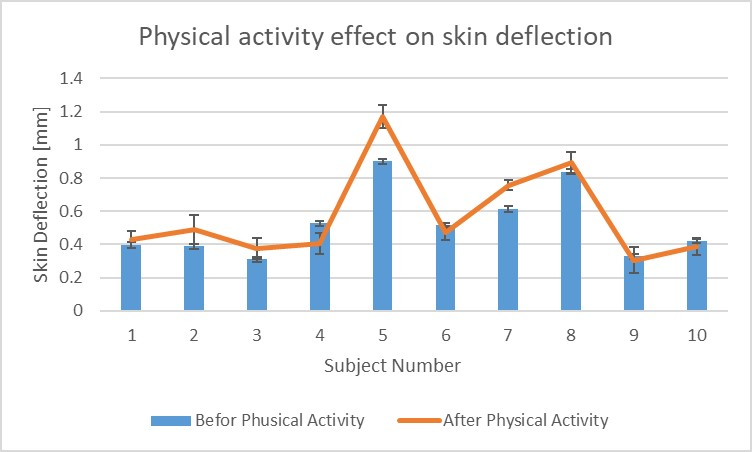 Physical activity effect on skin deflection
Skin Deflection [mm]
1.4
1.2
1
0.8
0.6
0.4
0.2
0
1 2 3 4 5 6 7 8 9 10
Subject Number
Befor Phusical Activity After Physical Activity